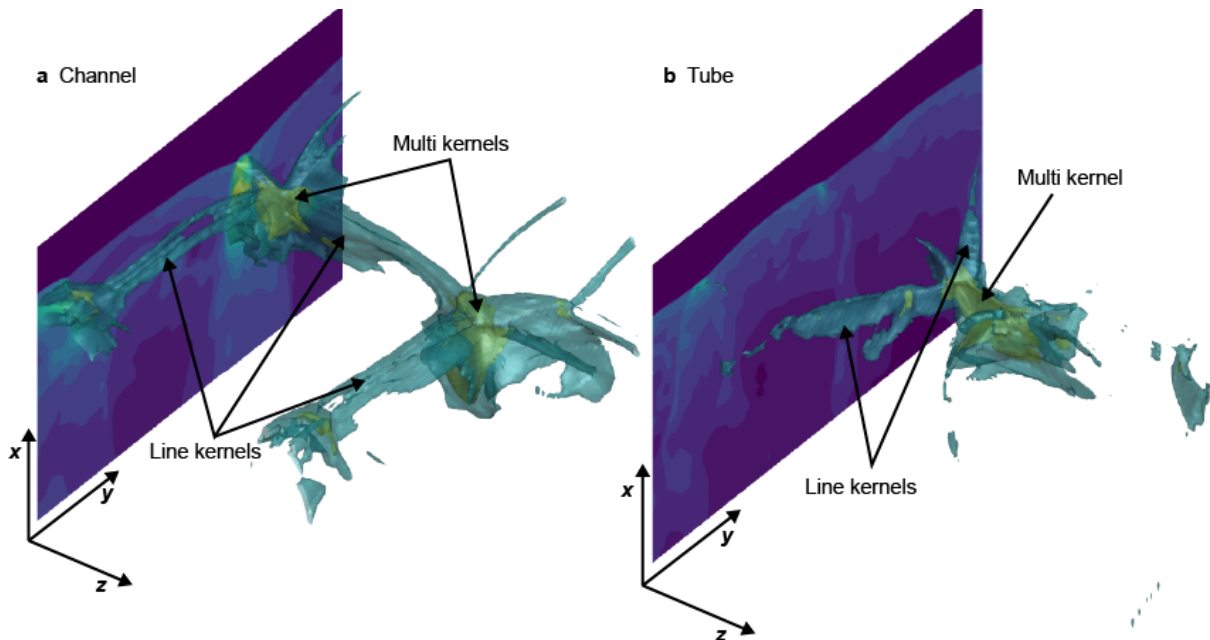 a Channel
Multi kernels
Line kernels
x
y
z
b Tube
Multi kernel
Line kernels
x
y
z